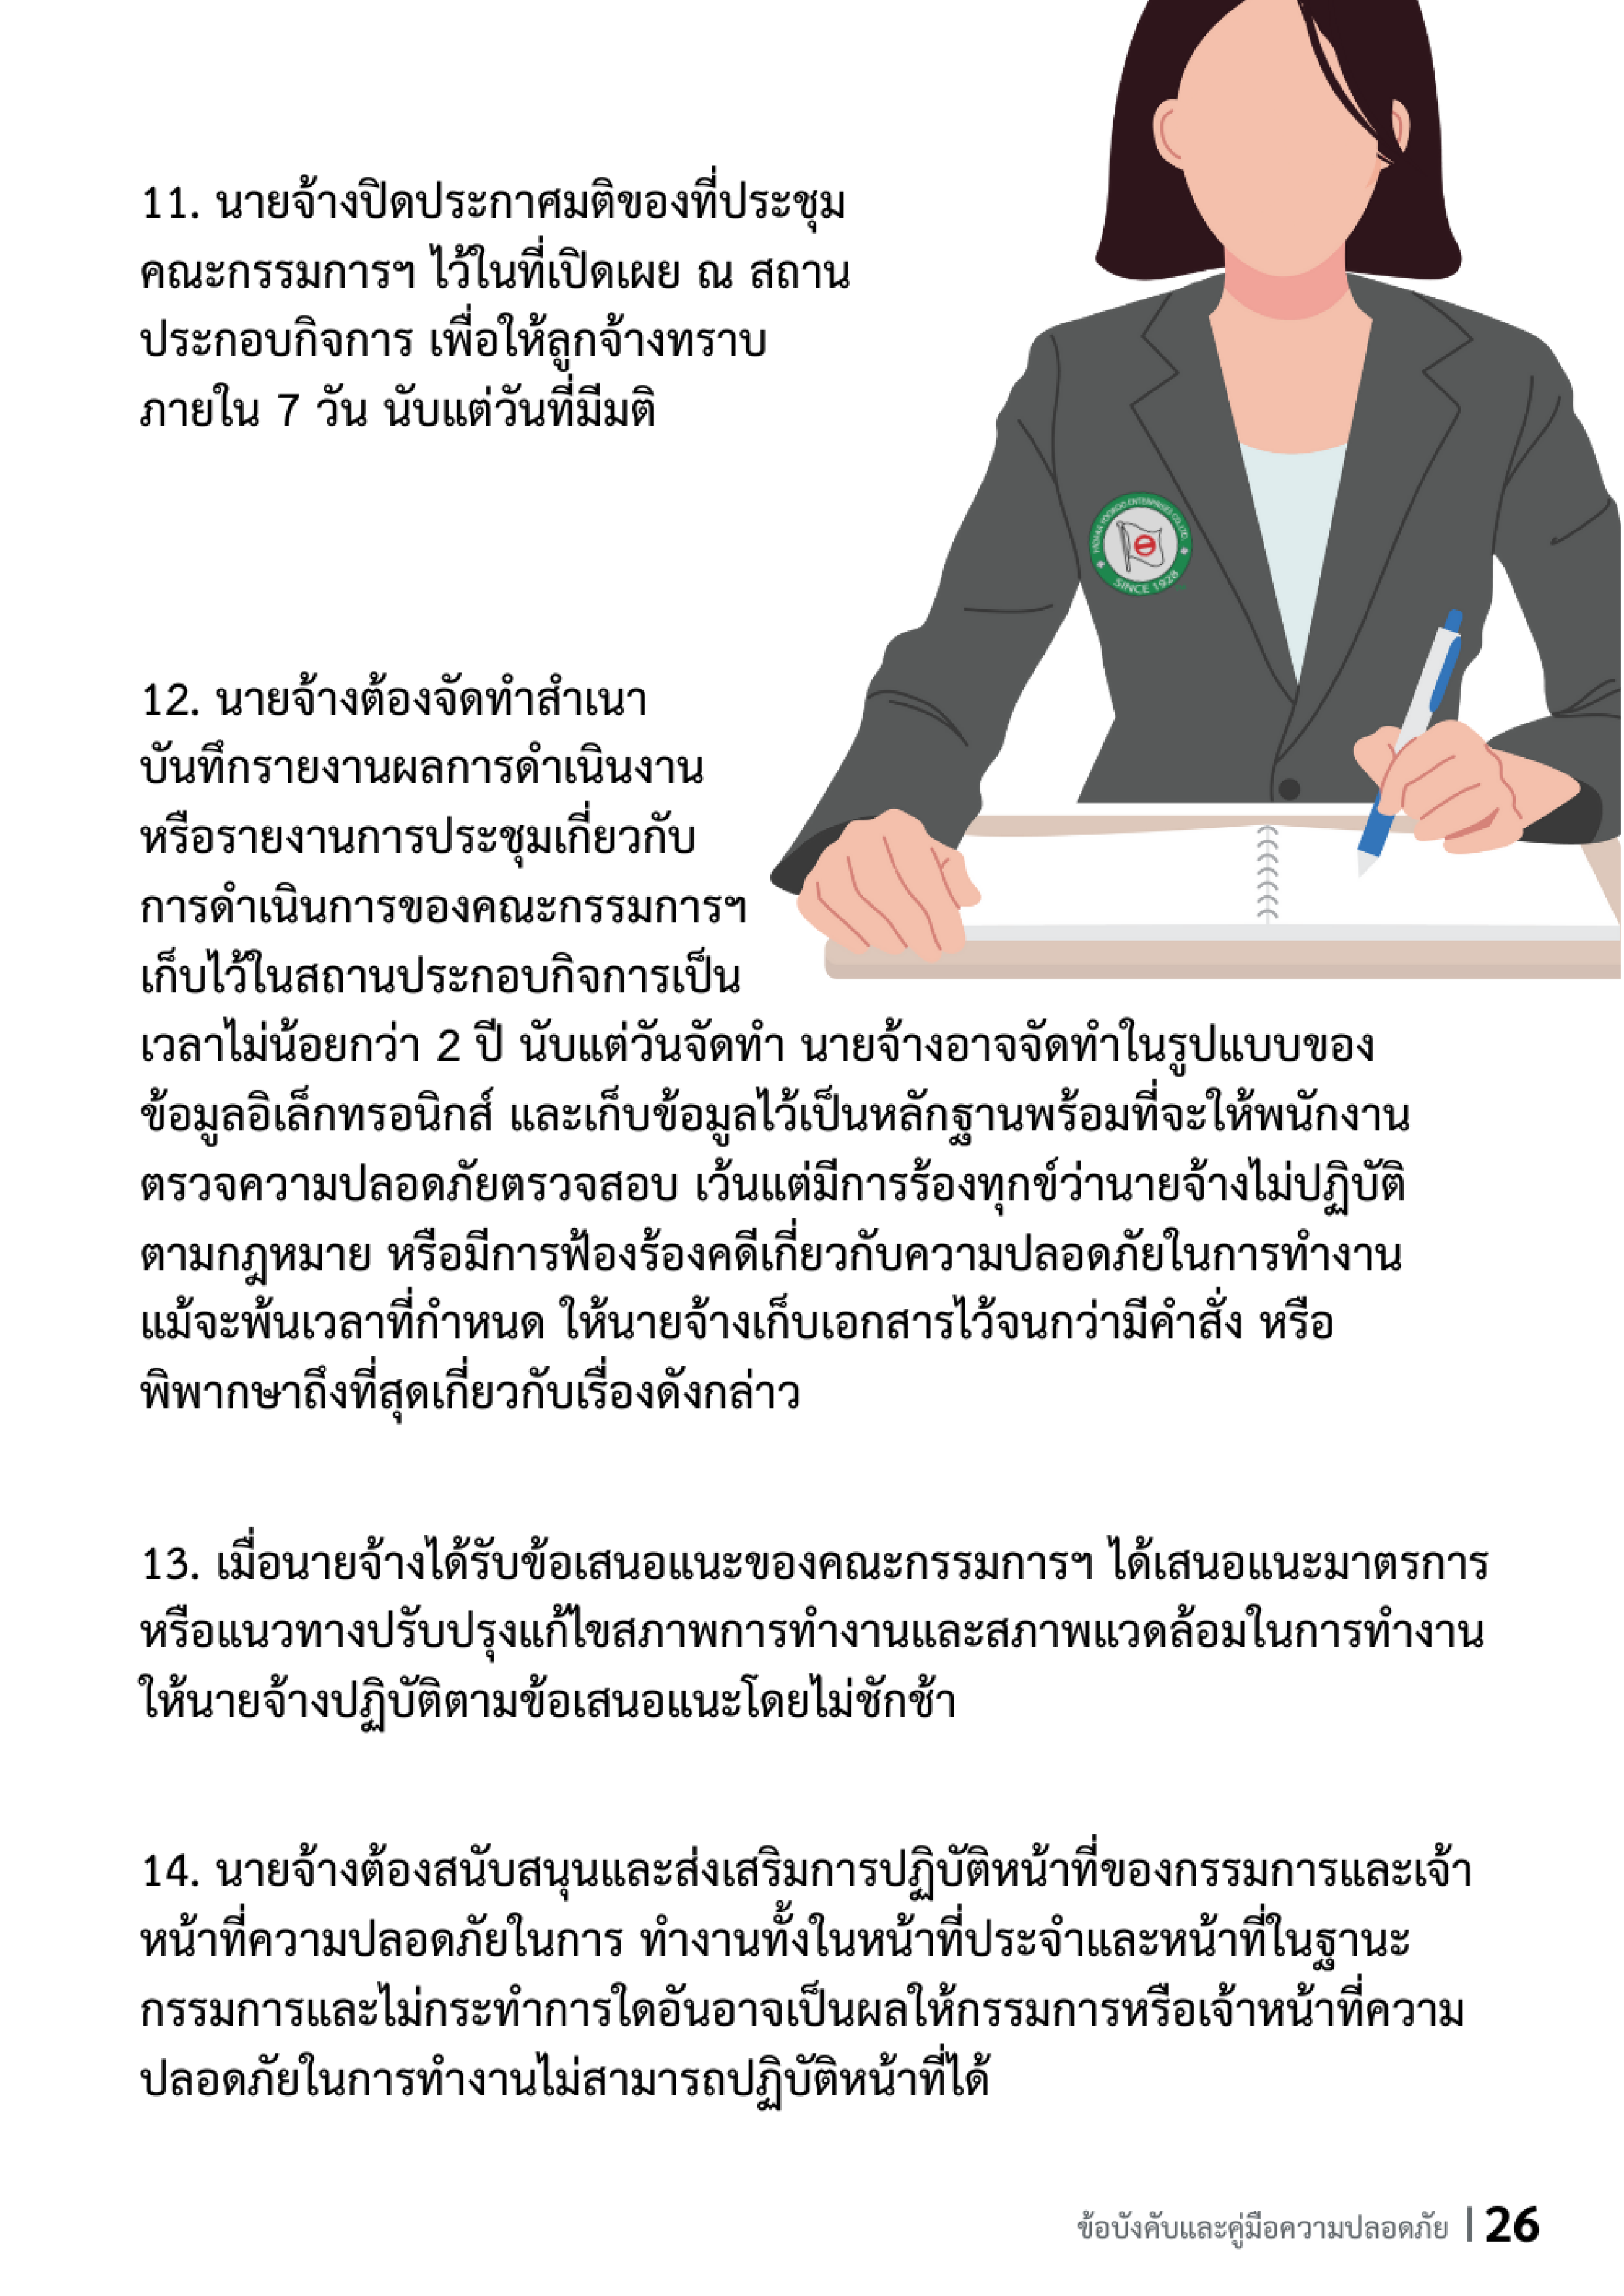 11. นายจ้างปิดประกาศมติของที่ประชุม
คณะกรรมการฯ ไว้ในที่เปิดเผย ณ สถาน
ประกอบกิจการ เพื่อให้ลูกจ้างทราบ
ภายใน 7 วัน นับแต่วันที่มีมติ
SINCE 1928
12. นายจ้างต้องจัดทำสำเนา
บันทึกรายงานผลการดำเนินงาน
หรือรายงานการประชุมเกี่ยวกับ
การดำเนินการของคณะกรรมการฯ
เก็บไว้ในสถานประกอบกิจการเป็น
เวลาไม่น้อยกว่า 2 ปี นับแต่วันจัดทำ นายจ้างอาจจัดทำในรูปแบบของ
ข้อมูลอิเล็กทรอนิกส์ และเก็บข้อมูลไว้เป็นหลักฐานพร้อมที่จะให้พนักงาน
ตรวจความปลอดภัยตรวจสอบ เว้นแต่มีการร้องทุกข์ว่านายจ้างไม่ปฏิบัติ
ตามกฎหมาย หรือมีการฟ้องร้องคดีเกี่ยวกับความปลอดภัยในการทำงาน
แม้จะพ้นเวลาที่กำหนด ให้นายจ้างเก็บเอกสารไว้จนกว่ามีคำสั่ง หรือ
พิพากษาถึงที่สุดเกี่ยวกับเรื่องดังกล่าว
13. เมื่อนายจ้างได้รับข้อเสนอแนะของคณะกรรมการฯ ได้เสนอแนะมาตรการ
หรือแนวทางปรับปรุงแก้ไขสภาพการทำงานและสภาพแวดล้อมในการทำงาน
ให้นายจ้างปฏิบัติตามข้อเสนอแนะโดยไม่ชักช้า
14. นายจ้างต้องสนับสนุนและส่งเสริมการปฏิบัติหน้าที่ของกรรมการและเจ้า
หน้าที่ความปลอดภัยในการ ทำงานทั้งในหน้าที่ประจำและหน้าที่ในฐานะ
กรรมการและไม่กระทำการใดอันอาจเป็นผลให้กรรมการหรือเจ้าหน้าที่ความ
ปลอดภัยในการทำงานไม่สามารถปฏิบัติหน้าที่ได้
ข้อบังคับและคู่มือความปลอดภัย | 26